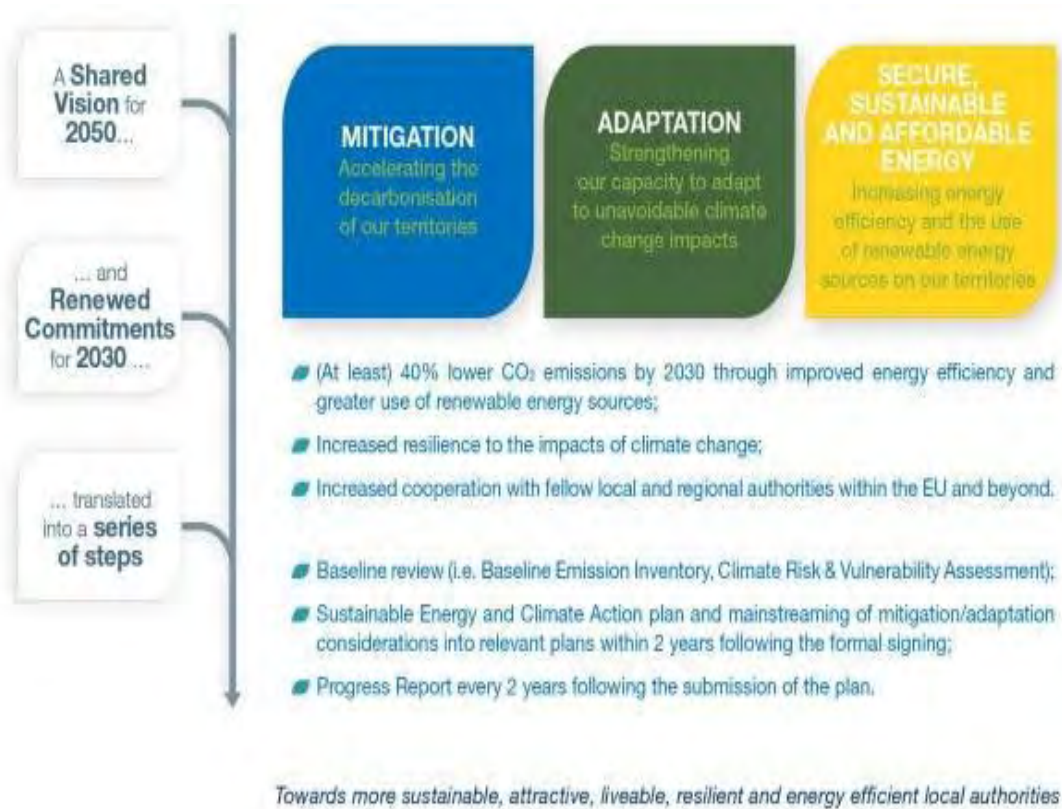 A Shared
Vision for
2050...
MITIGATION
Accelerating the
decarbonisation
of our territories
ADAPTATION
Strengthening
our capacity to adapt
to unavoidable climate
change impacts
SECURE,
SUSTAINABLE
AND AFFORDABLE
ENERGY
Increasing energy
efficiency and the use
of renewable energy
sources on our territories
... and
Renewed
Commitments
for 2030 ...
(At least) 40% lower CO₂ emissions by 2030 through improved energy efficiency and
greater use of renewable energy sources;
Increased resilience to the impacts of climate change;
Increased cooperation with fellow local and regional authorities within the EU and beyond.
... translated
into a series
of steps
Baseline review (i.e. Baseline Emission Inventory, Climate Risk & Vulnerability Assessment);
Sustainable Energy and Climate Action plan and mainstreaming of mitigation/adaptation
considerations into relevant plans within 2 years following the formal signing;
Progress Report every 2 years following the submission of the plan.
Towards more sustainable, attractive, liveable, resilient and energy efficient local authorities